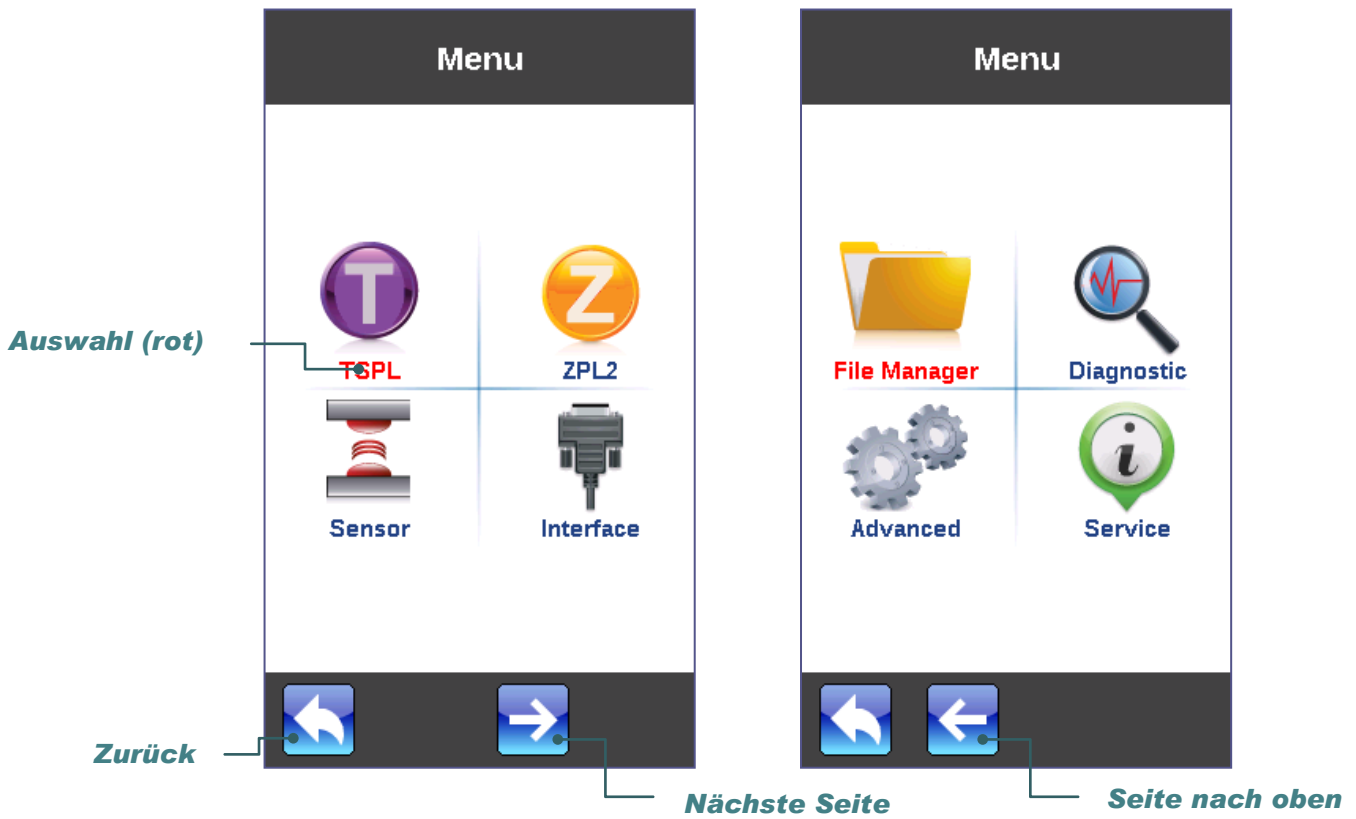 Menu
T
Z
Auswahl (rot)
TSPL
ZPL2
Sensor
Interface
Zurück
Nächste Seite
Menu
File Manager
Diagnostic
i
Advanced
Service
Seite nach oben